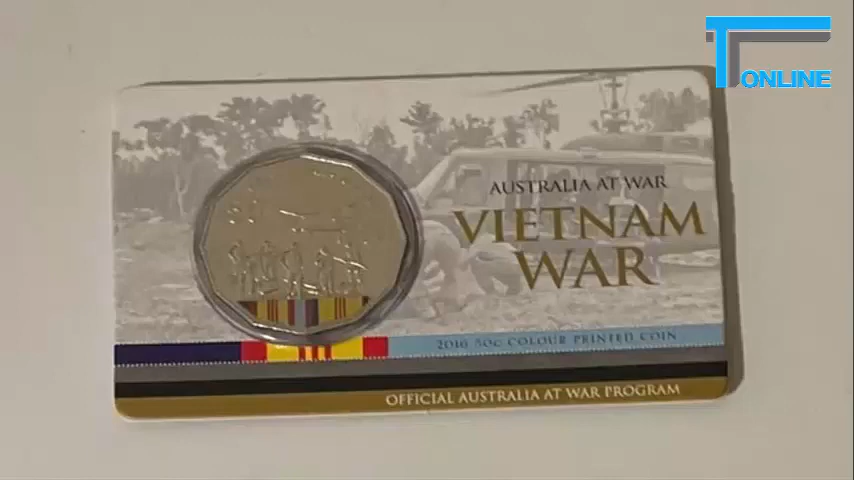 T ONLINE
AUSTRALIA AT WAR
VIETNAM
WAR
2016 50c COLOUR PRINTED COIN
OFFICIAL AUSTRALIA AT WAR PROGRAM